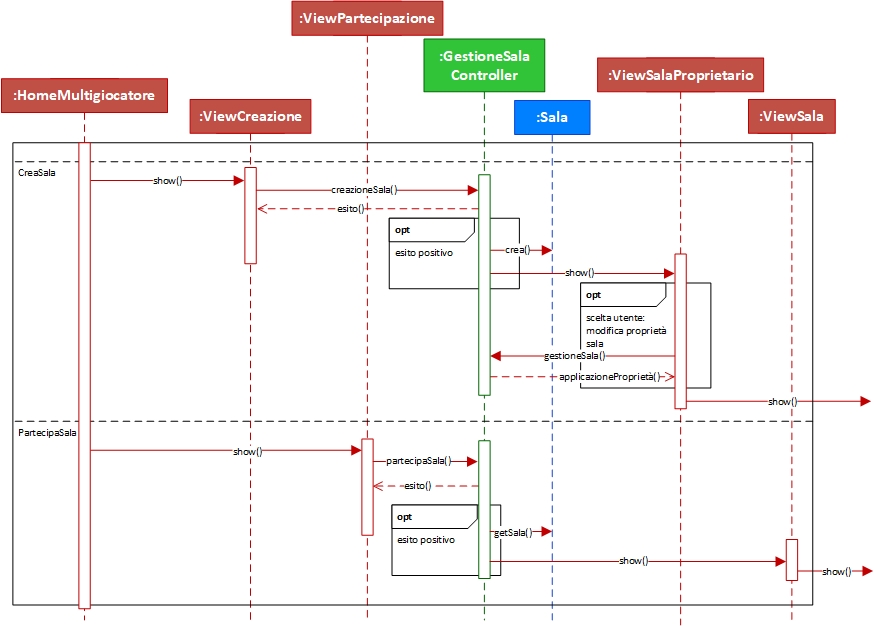 :ViewPartecipazione
:GestioneSala
Controller
:ViewSalaProprietario
:HomeMultigiocatore
:ViewCreazione
:Sala
:ViewSala
CreaSala
show()
creazioneSala()
esito()
opt
esito positivo
crea()
show()
opt
scelta utente:
modifica proprietà
sala
gestioneSala()
applicazioneProprietà()
show()
PartecipaSala
show()
partecipaSala()
esito()
opt
esito positivo
getSala()
show()
show()